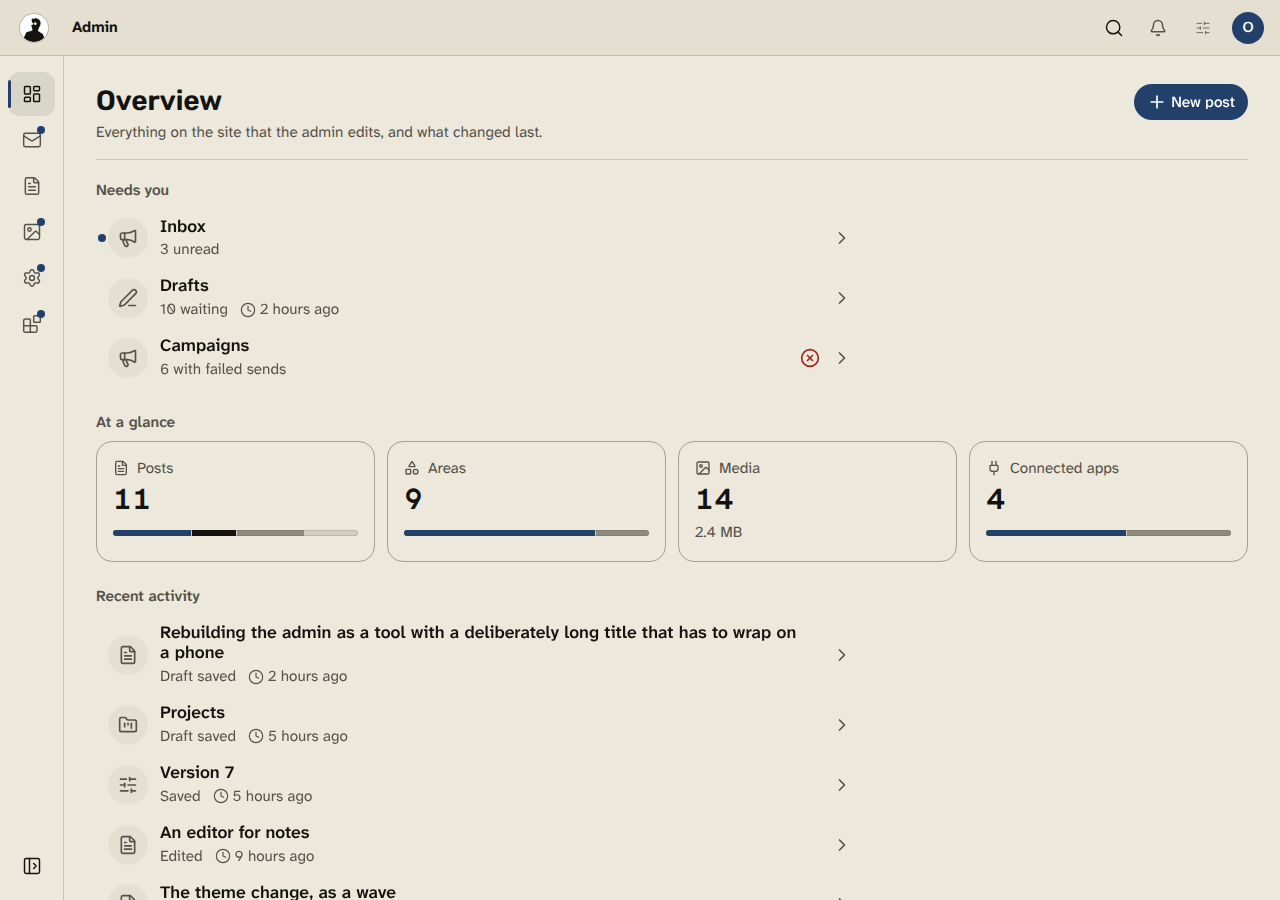 Admin
O
Overview
New post
Everything on the site that the admin edits, and what changed last.
Needs you
Inbox
3 unread
Drafts
10 waiting 2 hours ago
Campaigns
6 with failed sends
At a glance
Posts
11
Areas
9
Media
14
2.4 MB
Connected apps
4
Recent activity
Rebuilding the admin as a tool with a deliberately long title that has to wrap on
a phone
Draft saved 2 hours ago
Projects
Draft saved 5 hours ago
Version 7
Saved 5 hours ago
An editor for notes
Edited 9 hours ago
The theme change, as a wave